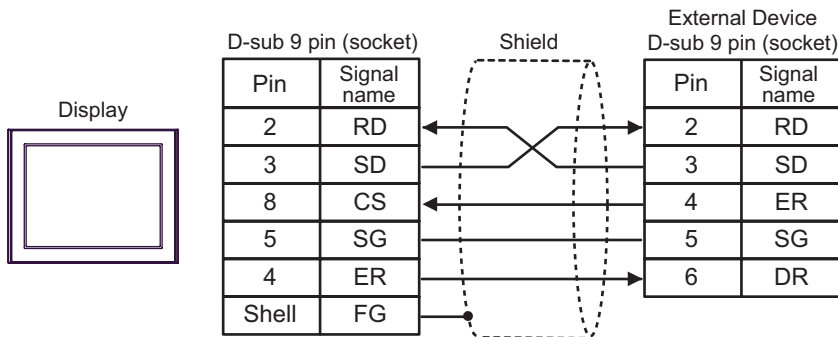 External Device
D-sub 9 pin (socket) Shield D-sub 9 pin (socket)
Pin Signal name Pin Signal name
Display
2 RD 2 RD
3 SD 3 SD
8 CS 4 ER
5 SG 5 SG
4 ER 6 DR
Shell FG